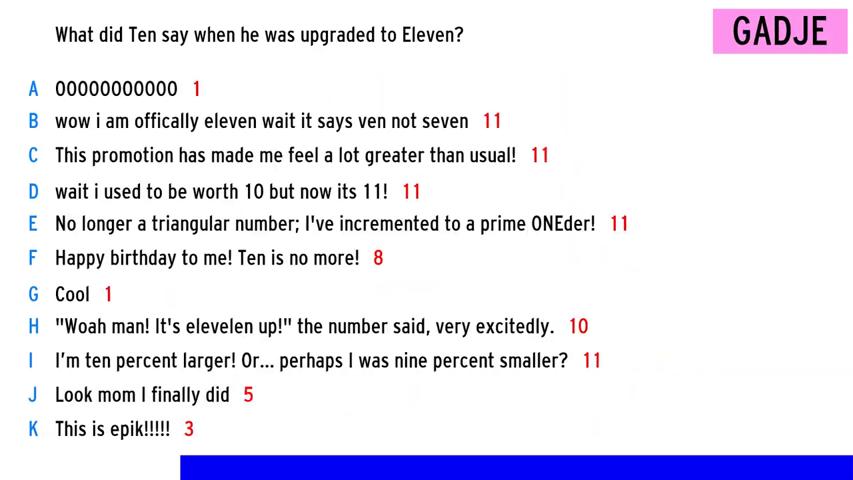 What did Ten say when he was upgraded to Eleven?
GADJE
A OOOOOOOOOOO 1
B wow i am offically eleven wait it says ven not seven 11
C This promotion has made me feel a lot greater than usual! 11
D wait i used to be worth 10 but now its 11! 11
E No longer a triangular number; I've incremented to a prime ONEder! 11
F Happy birthday to me! Ten is no more! 8
G Cool 1
H "Woah man! It's elevelen up!" the number said, very excitedly. 10
I I'm ten percent larger! Or... perhaps I was nine percent smaller? 11
J Look mom I finally did 5
K This is epik!!!!! 3